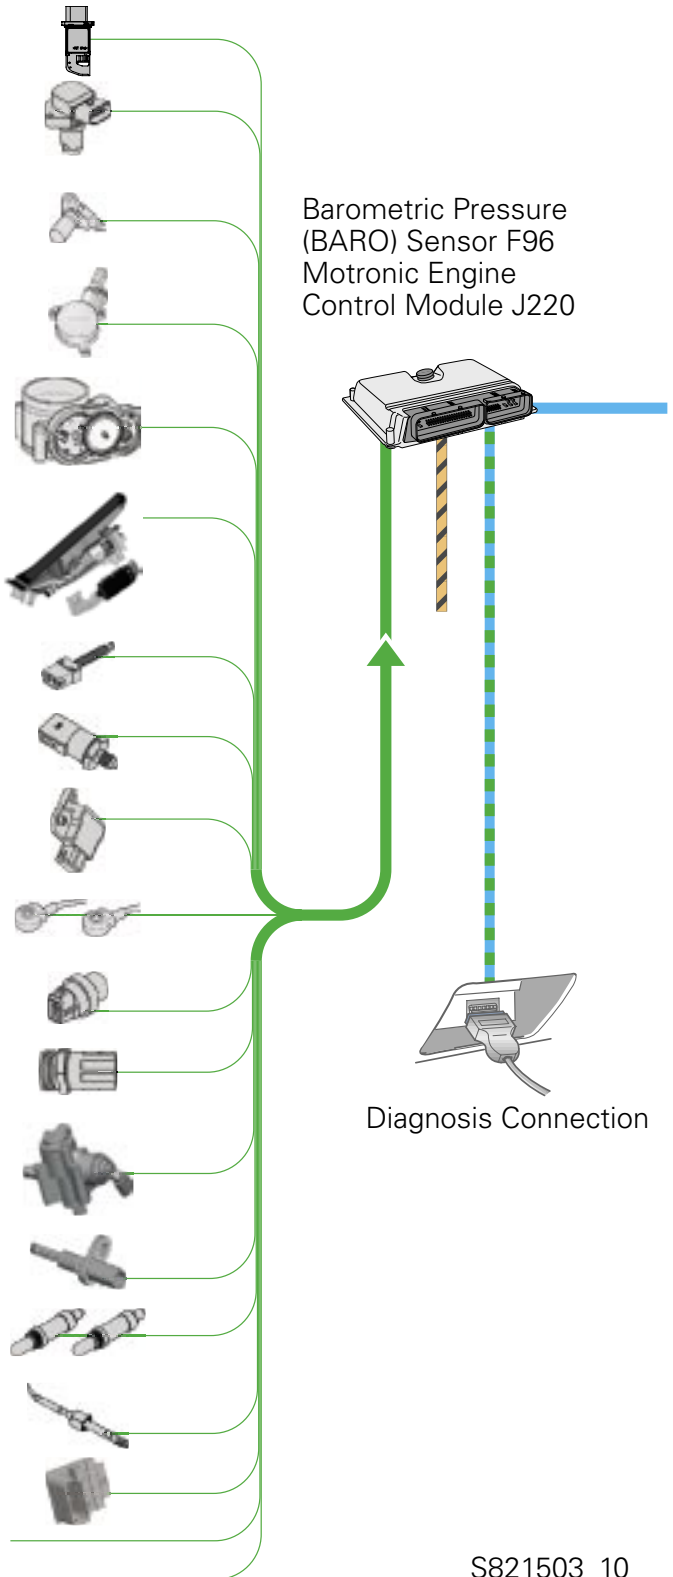 Barometric Pressure
(BARO) Sensor F96
Motronic Engine
Control Module J220
Diagnosis Connection
S821503_10